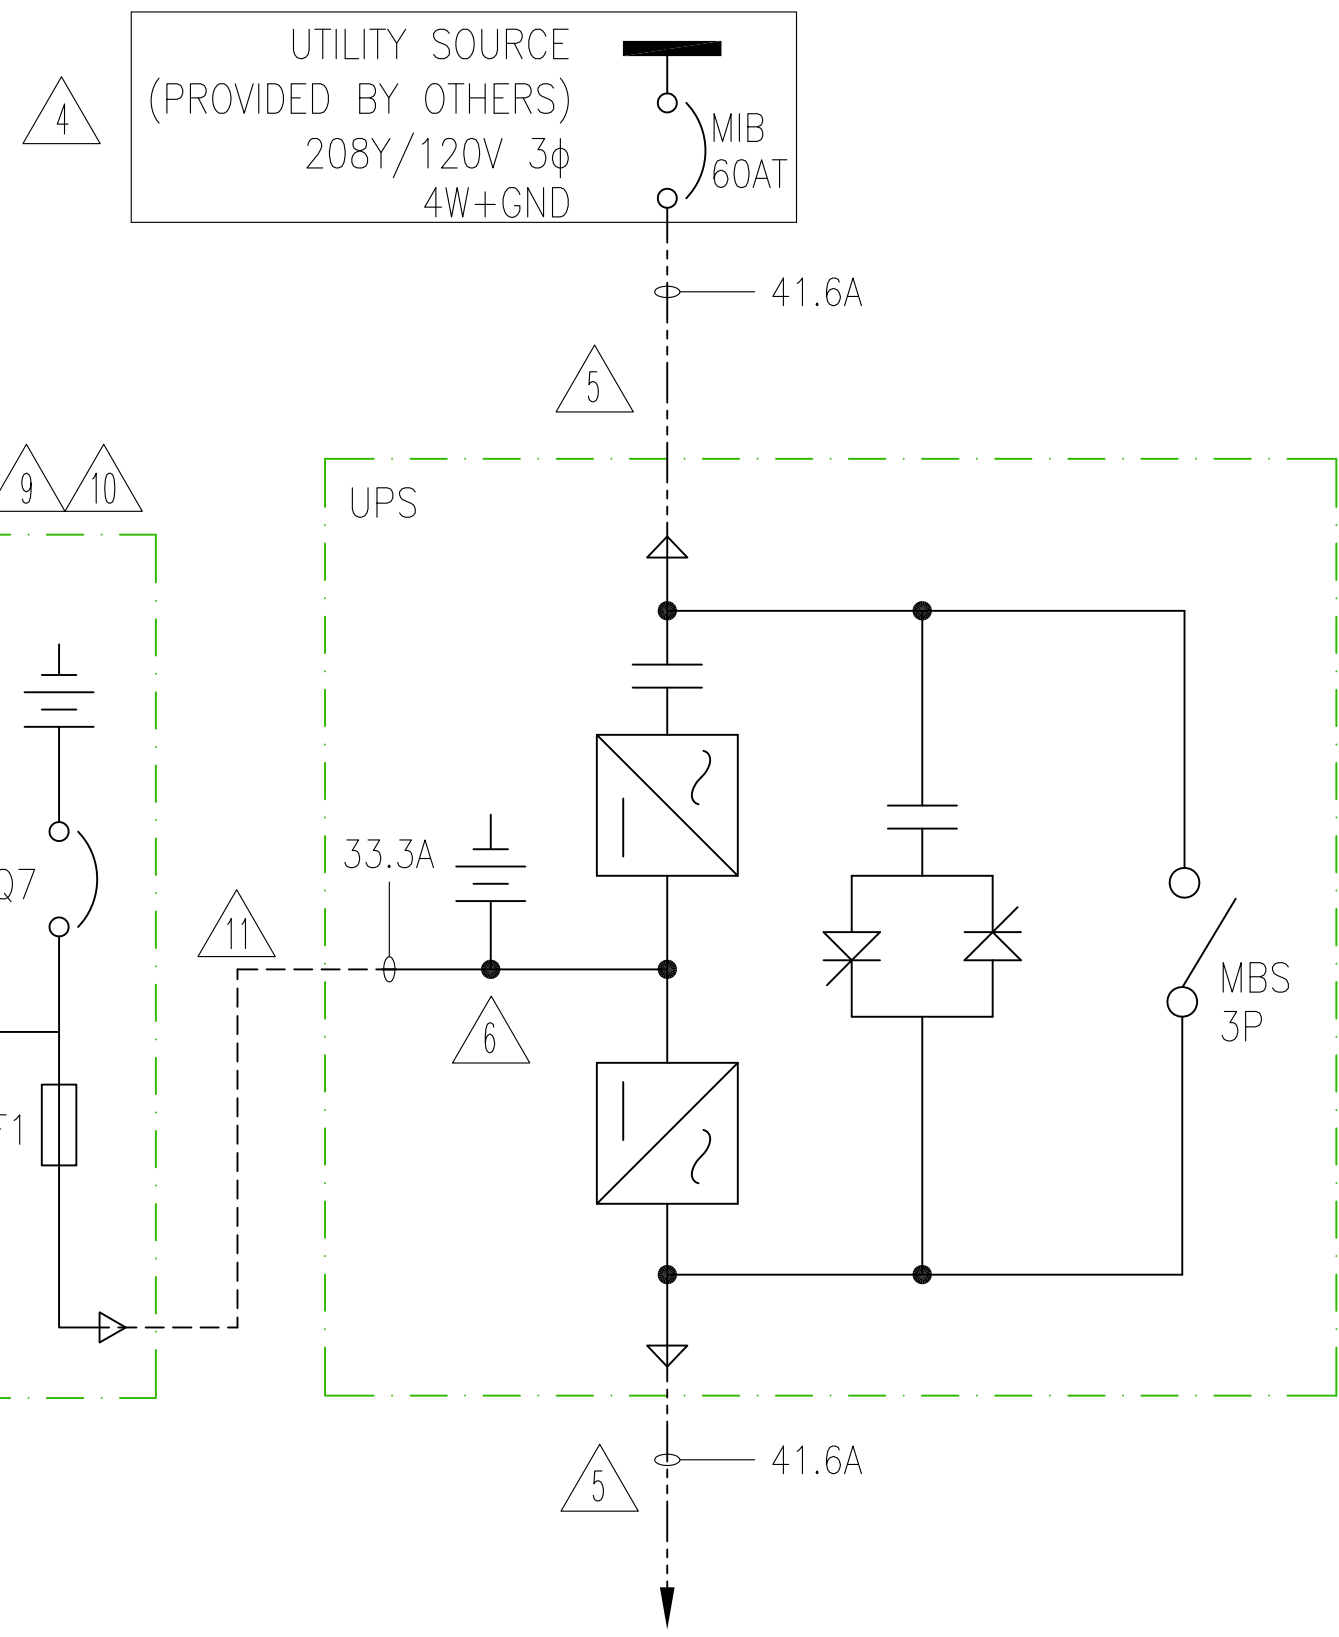 UTILITY SOURCE
(PROVIDED BY OTHERS)
208Y/120V 3ϕ
4W+GND
MIB
60AT
4
41.6A
5
9
10
UPS
33.3A
Q7
11
6
MBS
3P
F1
5
41.6A